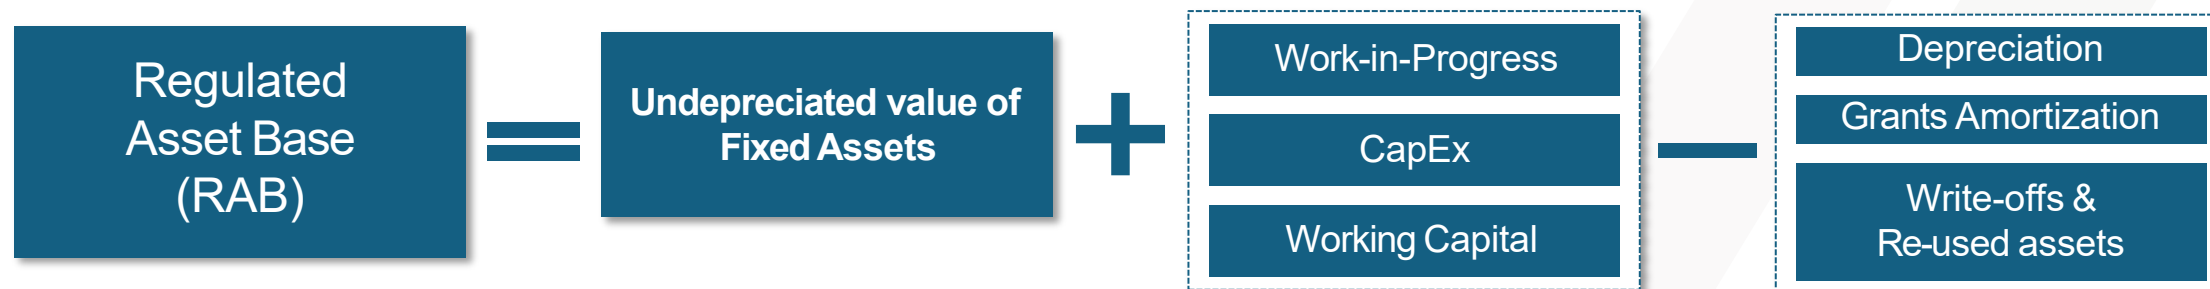 Regulated
Asset Base
(RAB)
Undepreciated value of
Fixed Assets
Work-in-Progress
CapEx
Working Capital
Depreciation
Grants Amortization
Write-offs &
Re-used assets